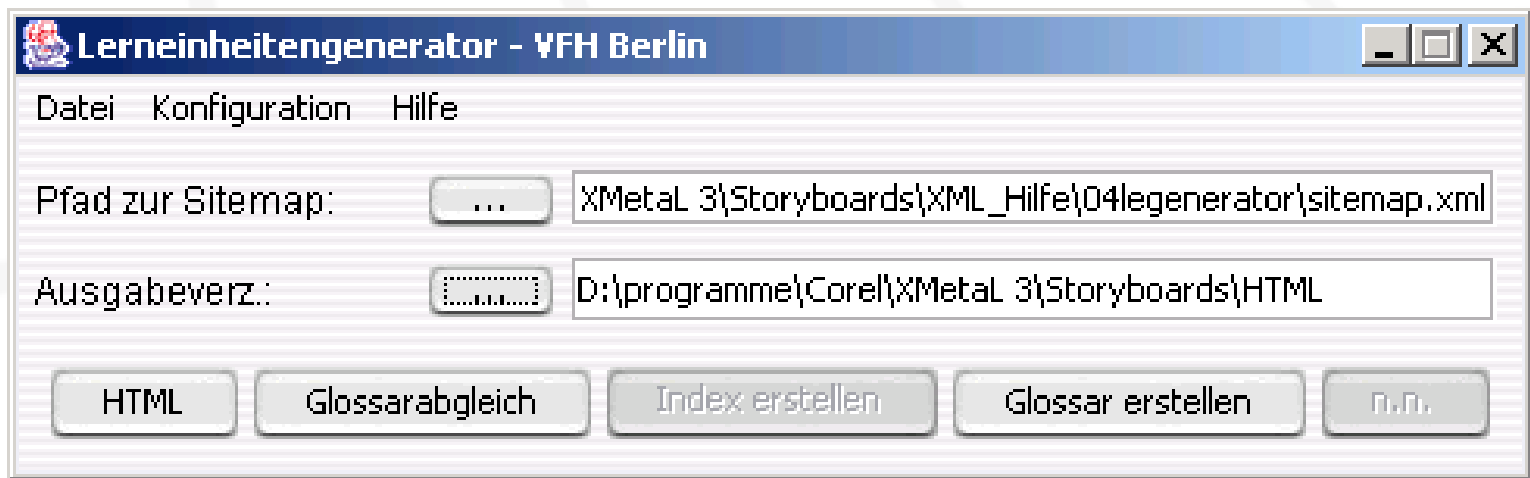 Lerneinheitengenerator - VFH Berlin
Datei Konfiguration Hilfe
Pfad zur Sitemap: ... XMetaL 3\Storyboards\XML_Hilfe\04legenerator\sitemap.xml
Ausgabeverz.: ... D:\programme\Corel\XMetaL 3\Storyboards\HTML
HTML Glossarabgleich Index erstellen Glossar erstellen n.n.